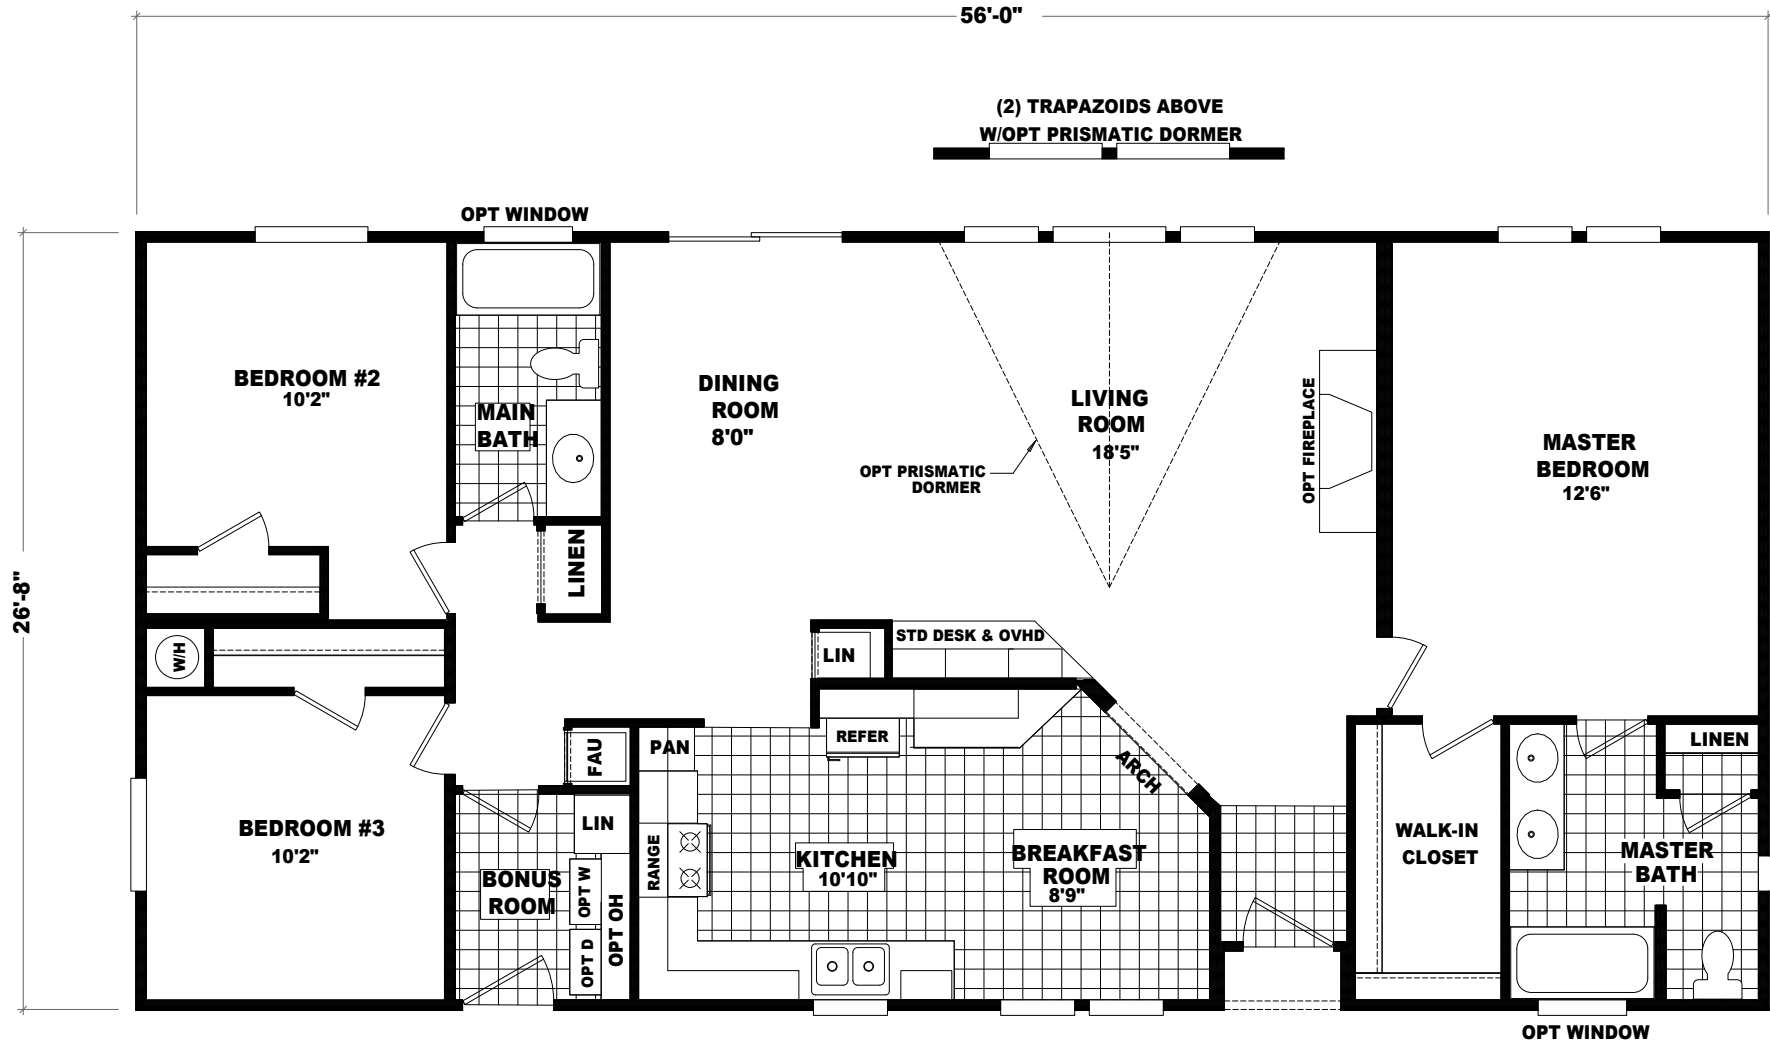 56'-0"
(2) TRAPAZOIDS ABOVE
W/OPT PRISMATIC DORMER
OPT WINDOW
26'-8"
BEDROOM #2
10'2"
MAIN
BATH
LINEN
DINING
ROOM
8'0"
LIVING
ROOM
18'5"
OPT PRISMATIC
DORMER
OPT FIREPLACE
MASTER
BEDROOM
12'6"
W/H
LIN
STD DESK & OVHD
FAU
PAN
REFER
ARCH
LINEN
BEDROOM #3
10'2"
LIN
BONUS
ROOM
OPT W
OPT D
OPT OH
RANGE
KITCHEN
10'10"
BREAKFAST
ROOM
8'9"
WALK-IN
CLOSET
MASTER
BATH
OPT WINDOW